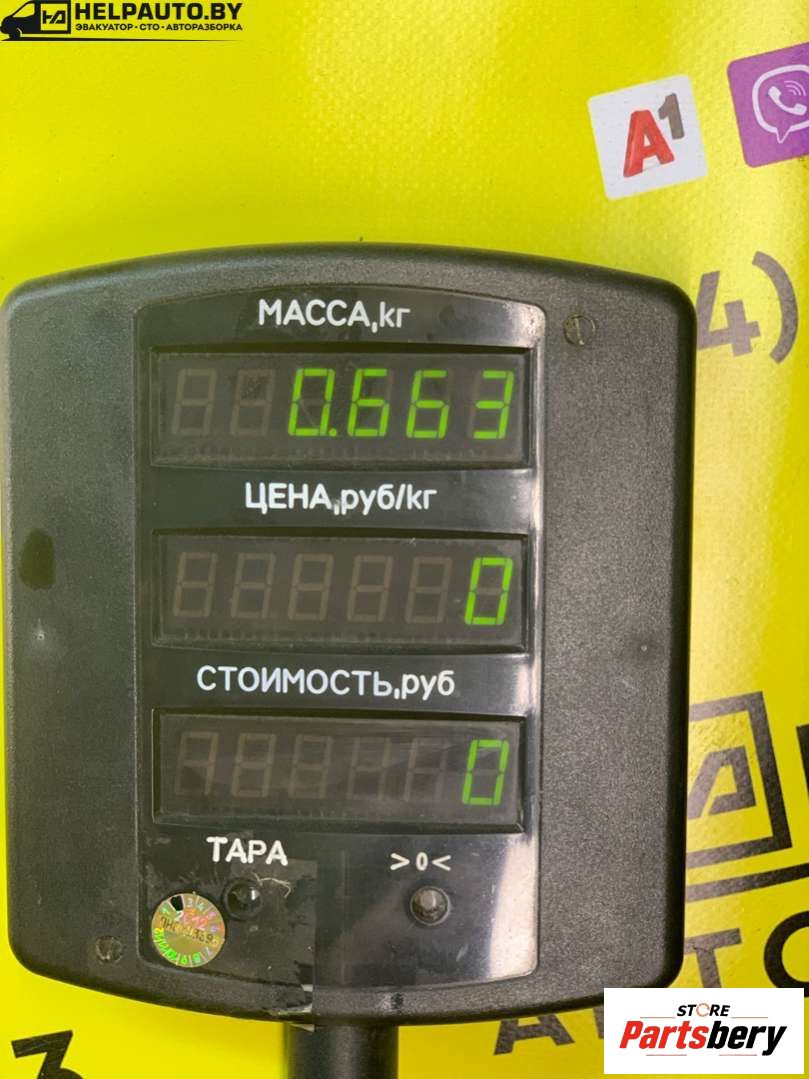 HELPAUTO.BY
ЭВАКУАТОР•СТО•АВТОРАЗБОРКА
A1
4)
МАССА,кг
0.663
ЦЕНА,руб/кг
0
СТОИМОСТЬ,руб
0
ТАРА
>0<
3
STORE
Partsbery